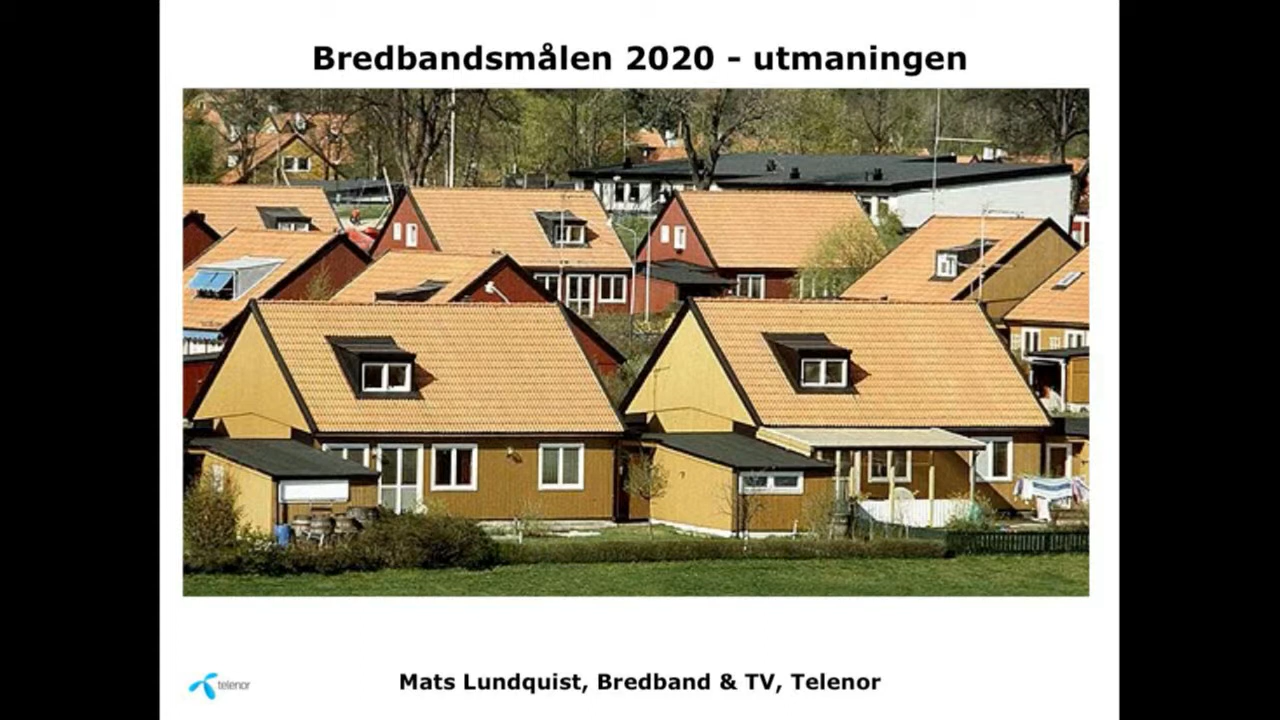 Bredbandsmålen 2020 - utmaningen
telenor
Mats Lundquist, Bredband & TV, Telenor